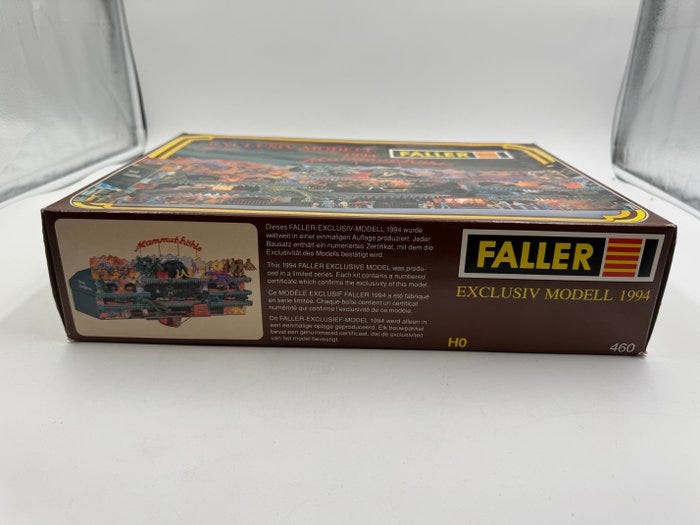 EXCLUSIV MODELL
1994
FALLER
Mammuthöhle
Dieses FALLER-EXCLUSIV-MODELL 1994 wurde
weltweit in einer einmaligen Auflage produziert. Jeder
Bausatz enthält ein numeriertes Zertifikat, mit dem die
Exclusivität des Modells bestätigt wird.
This 1994 FALLER EXCLUSIVE MODEL was produ-
ced in a limited series. Each kit contains a numbered
certificate which confirms the exclusivity of this model.
Ce MODÈLE EXCLUSIF FALLER 1994 a été fabriqué
en série limitée. Chaque boîte contient un certificat
numéroté qui confirme l'exclusivité de ce modèle.
Dit FALLER-EXCLUSIEF-MODEL 1994 werd alleen in
een eenmalige oplage geproduceerd. Elk bouwpakket
bevat een genummerd certificaat, dat de exclusiviteit
van het model bevestigt.
H0
FALLER
EXCLUSIV MODELL 1994
460